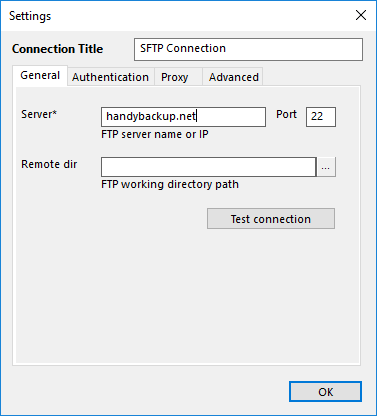 Settings
Connection Title SFTP Connection
General Authentication Proxy Advanced
Server* handybackup.net Port 22
FTP server name or IP
Remote dir ...
FTP working directory path
Test connection
OK